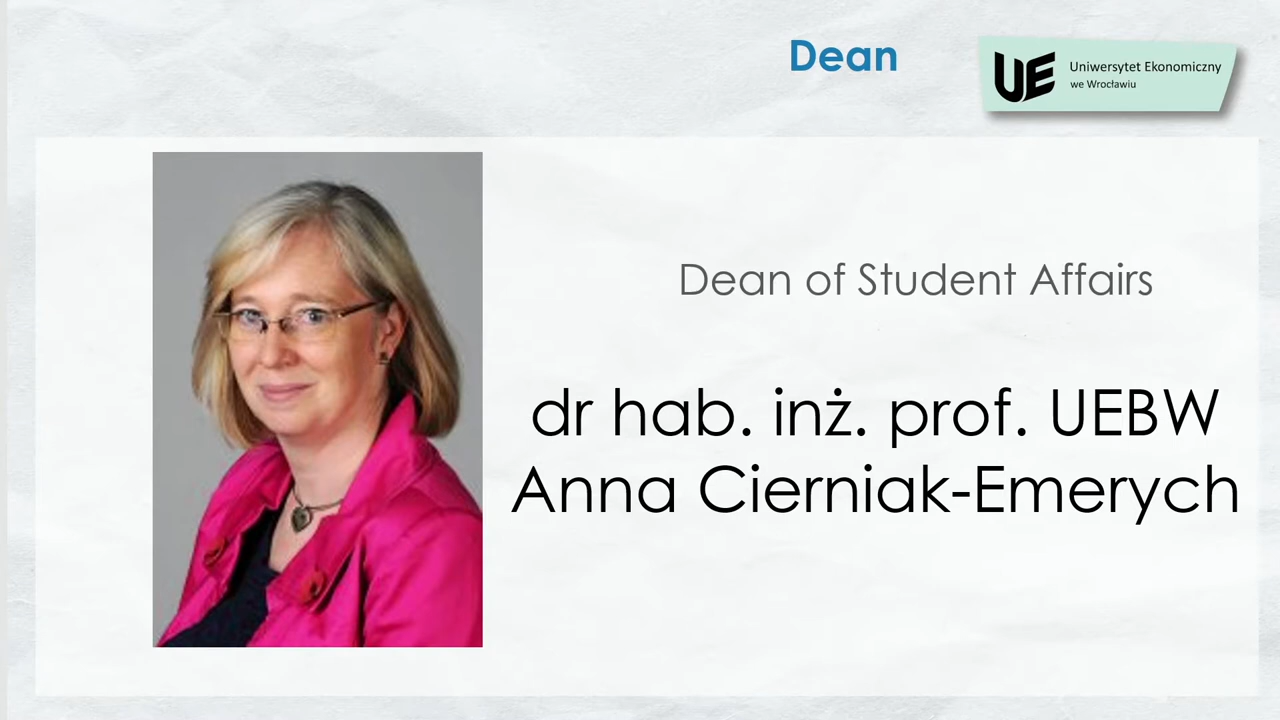 Dean
UE Uniwersytet Ekonomiczny
we Wrocławiu
Dean of Student Affairs
dr hab. inż. prof. UEBW
Anna Cierniak-Emerych